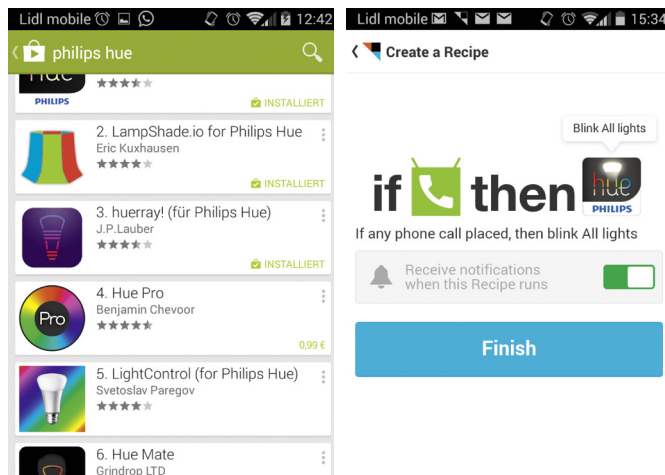 Lidl mobile 12:42
philips hue
hue
PHILIPS
INSTALLIERT
2. LampShade.io for Philips Hue
Eric Kuxhausen
INSTALLIERT
3. huerray! (für Philips Hue)
J.P.Lauber
INSTALLIERT
Pro
4. Hue Pro
Benjamin Chevoor
0,99 €
5. LightControl (for Philips Hue)
Svetoslav Paregov
6. Hue Mate
Grindrop LTD
Lidl mobile 15:34
Create a Recipe
Blink All lights
if then
hue
PHILIPS
If any phone call placed, then blink All lights
Receive notifications
when this Recipe runs
Finish